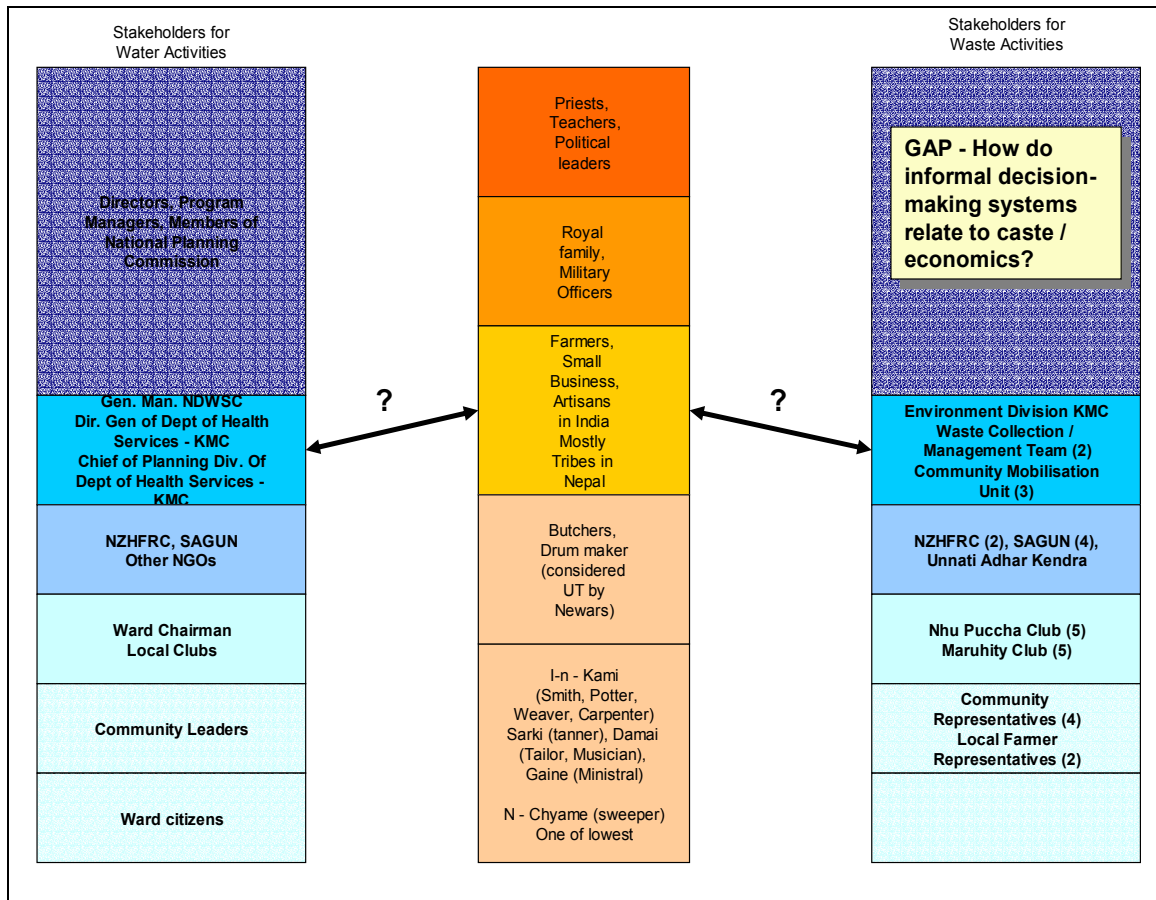 Stakeholders for
Water Activities
Directors, Program
Managers, Members of
National Planning
Commission
Gen. Man. NDWSC
Dir. Gen of Dept of Health
Services - KMC
Chief of Planning Div. Of
Dept of Health Services -
KMC
NZHFRC, SAGUN
Other NGOs
Ward Chairman
Local Clubs
Community Leaders
Ward citizens
?
Priests,
Teachers,
Political
leaders
Royal
family,
Military
Officers
Farmers,
Small
Business,
Artisans
in India
Mostly
Tribes in
Nepal
Butchers,
Drum maker
(considered
UT by
Newars)
I-n - Kami
(Smith, Potter,
Weaver, Carpenter)
Sarki (tanner), Damai
(Tailor, Musician),
Gaine (Ministral)
N - Chyame (sweeper)
One of lowest
?
Stakeholders for
Waste Activities
GAP - How do
informal decision-
making systems
relate to caste /
economics?
Environment Division KMC
Waste Collection /
Management Team (2)
Community Mobilisation
Unit (3)
NZHFRC (2), SAGUN (4),
Unnati Adhar Kendra
Nhu Puccha Club (5)
Maruhity Club (5)
Community
Representatives (4)
Local Farmer
Representatives (2)